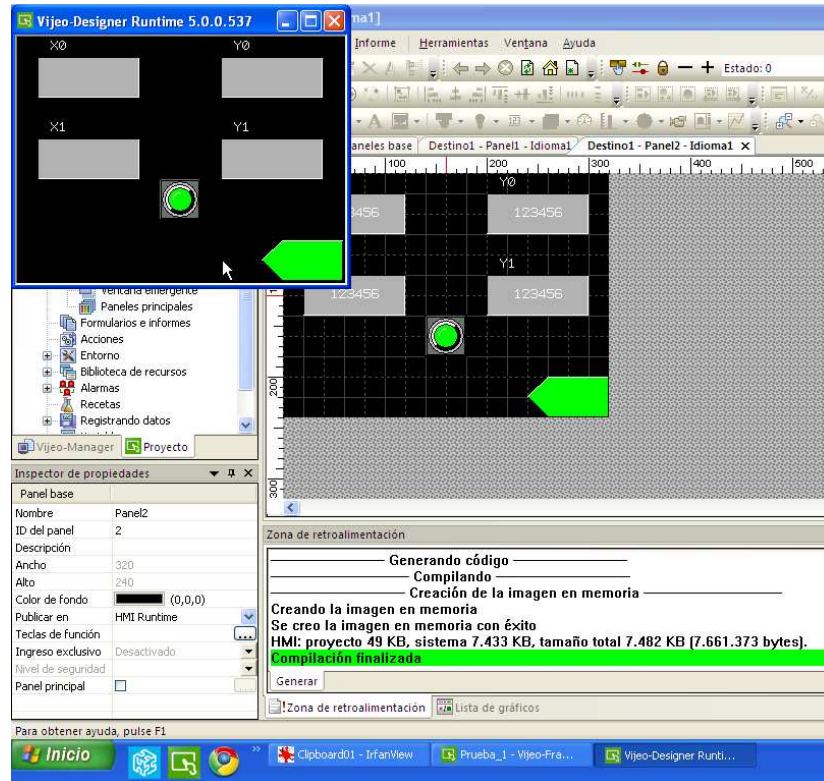 Vijeo-Designer Runtime 5.0.0.537
X0
Y0
X1
Y1
Informe Herramientas Ventana Ayuda
Estado: 0
aneles base Destino1 - Panel1 - Idioma1 Destino1 - Panel2 - Idioma1
100 200 300 400 500
Y0
3456 123456
Y1
123456 123456
200
300
Ventana emergente
Paneles principales
Formularios e informes
Acciones
Entorno
Biblioteca de recursos
Alarmas
Recetas
Registrando datos
Vijeo-Manager Proyecto
Inspector de propiedades
Panel base
Nombre Panel2
ID del panel 2
Descripción
Ancho 320
Alto 240
Color de fondo (0,0,0)
Publicar en HMI Runtime
Teclas de función ...
Ingreso exclusivo Desactivado
Nivel de seguridad
Panel principal
Zona de retroalimentación
Generando código
Compilando
Creación de la imagen en memoria
Creando la imagen en memoria
Se creo la imagen en memoria con éxito
HMI: proyecto 49 KB, sistema 7.433 KB, tamaño total 7.482 KB (7.661.373 bytes).
Compilación finalizada
Generar
Zona de retroalimentación Lista de gráficos
Para obtener ayuda, pulse F1
Inicio
Clipboard01 - IrfanView Prueba_1 - Vijeo-Fra... Vijeo-Designer Runti...